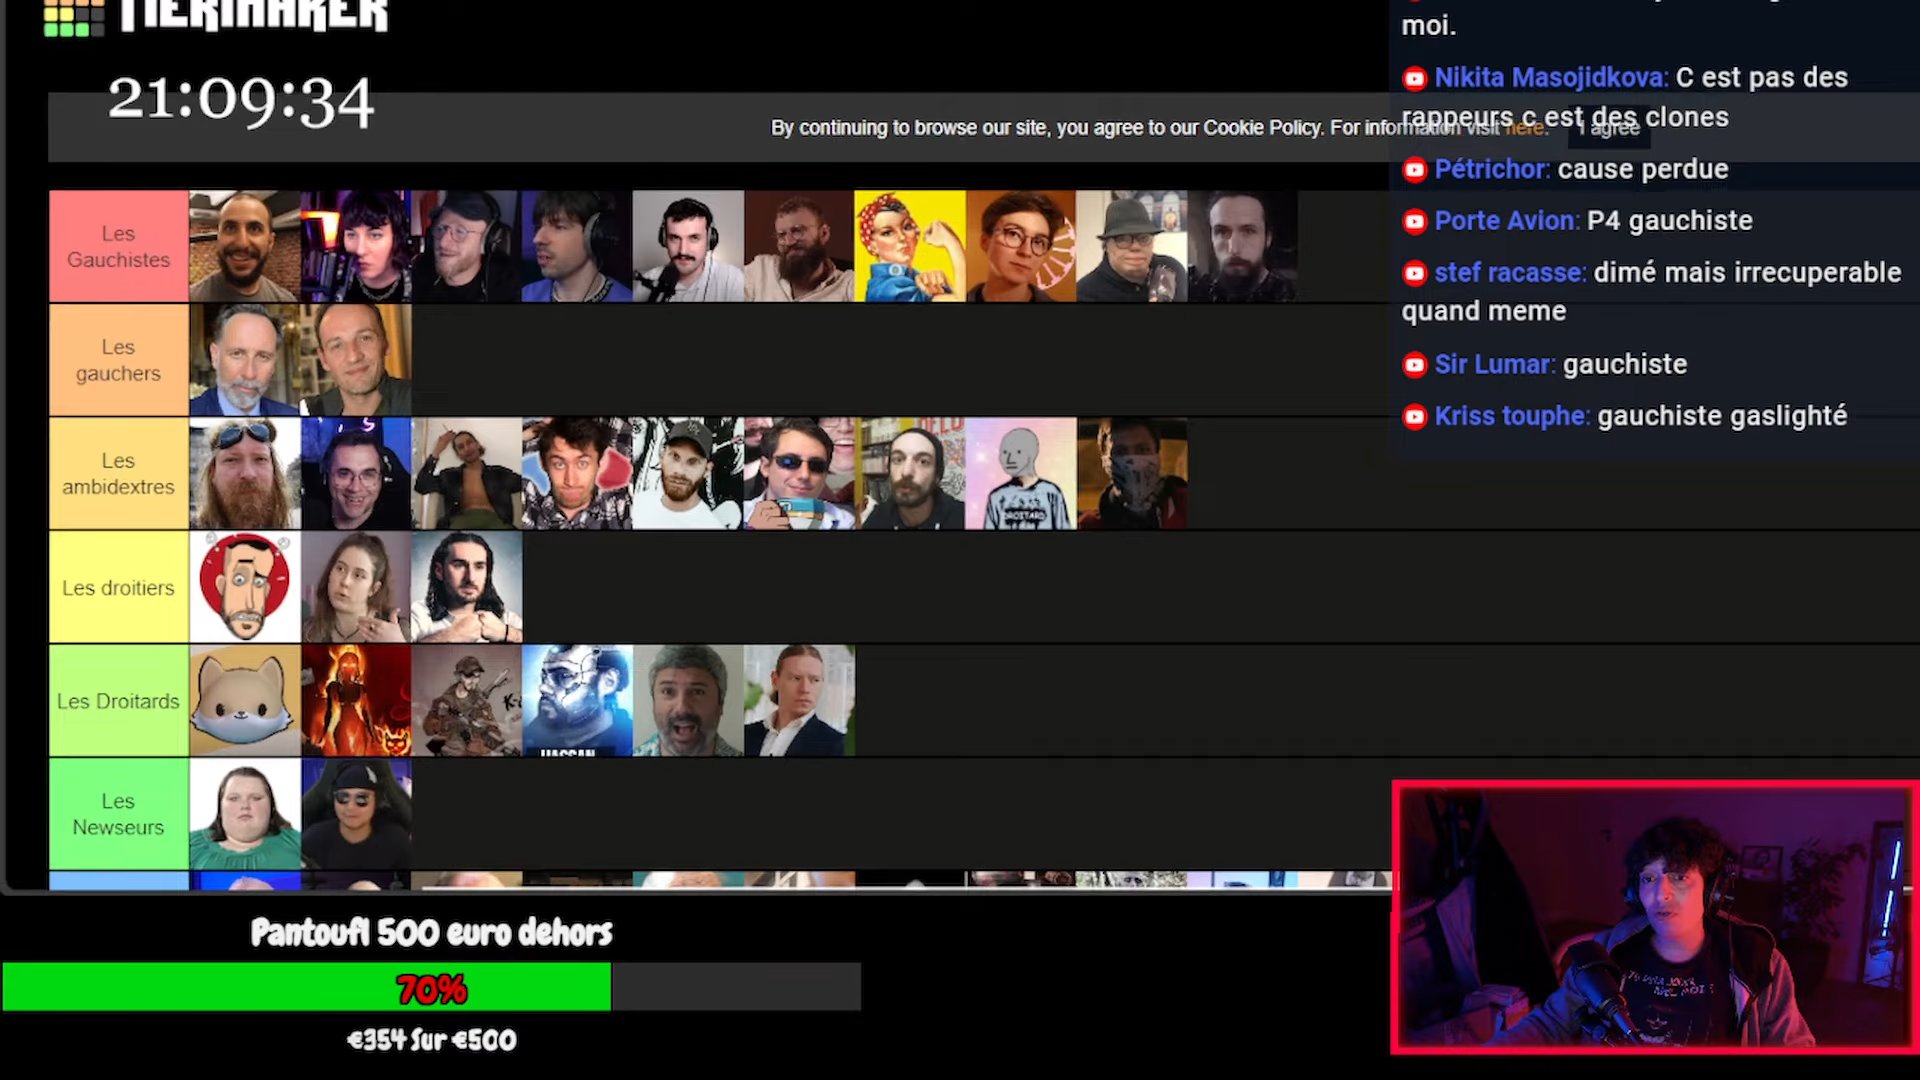 TIERMAKER
21:09:34
By continuing to browse our site, you agree to our Cookie Policy. For information visit here. I agree
Les
Gauchistes
Les
gauchers
Les
ambidextres
Les droitiers
Les Droitards
Les
Newseurs
DROITARD
HASSAN
moi.
Nikita Masojidkova: C est pas des
rappeurs c est des clones
Pétrichor: cause perdue
Porte Avion: P4 gauchiste
stef racasse: dimé mais irrecuperable
quand meme
Sir Lumar: gauchiste
Kriss touphe: gauchiste gaslighté
Pantoufl 500 euro dehors
70%
€354 Sur €500